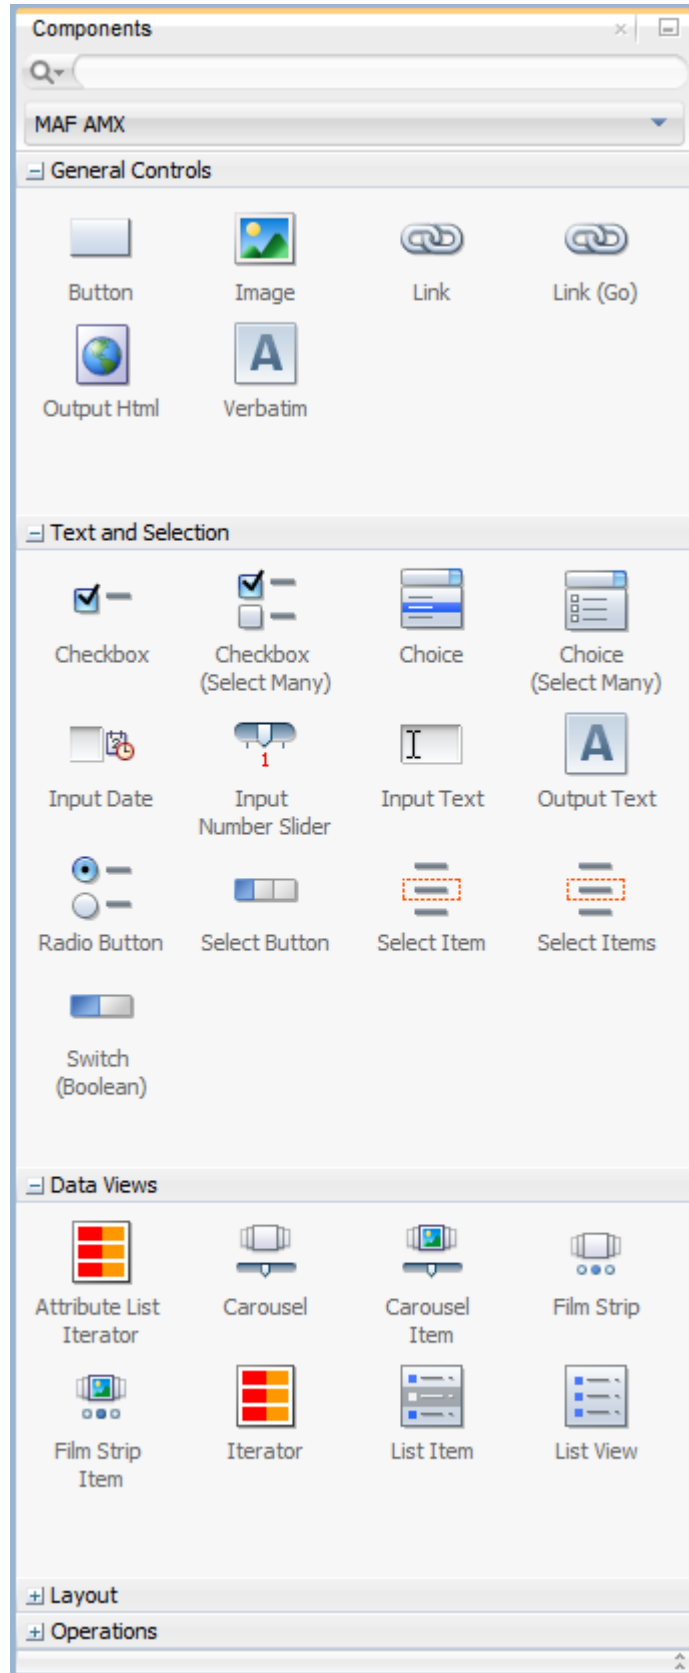 Components
MAF AMX
General Controls
Button Image Link Link (Go)
Output Html Verbatim
Text and Selection
Checkbox Checkbox Choice Choice
(Select Many) (Select Many)
Input Date Input Input Text Output Text
Number Slider
1
Radio Button Select Button Select Item Select Items
Switch
(Boolean)
Data Views
Attribute List Carousel Carousel Film Strip
Iterator Item
Film Strip Iterator List Item List View
Item
Layout
Operations